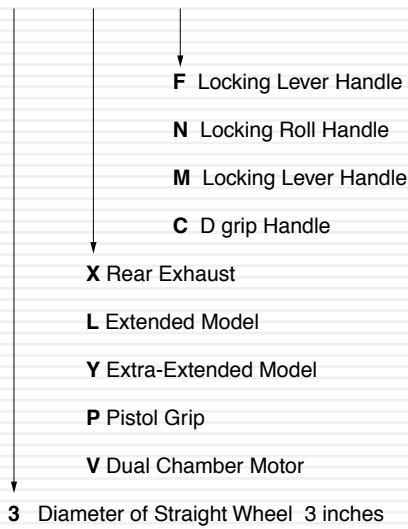 F Locking Lever Handle
N Locking Roll Handle
M Locking Lever Handle
C D grip Handle
X Rear Exhaust
L Extended Model
Y Extra-Extended Model
P Pistol Grip
V Dual Chamber Motor
3 Diameter of Straight Wheel 3 inches